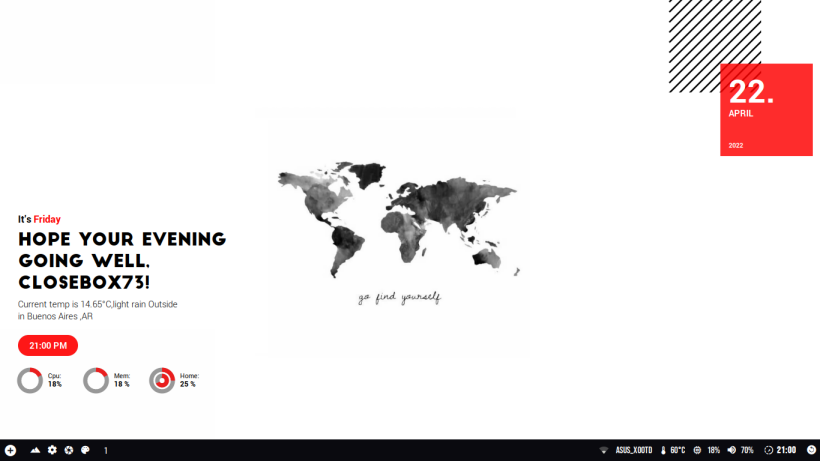 22.
APRIL
2022
It's Friday
HOPE YOUR EVENING
GOING WELL,
CLOSEBOX73!
Current temp is 14.65°C,light rain Outside
in Buenos Aires ,AR
21:00 PM
Cpu:
18%
Mem:
18 %
Home:
25 %
go find yourself
1
ASUS_X00TD 60°C 18% 70% 21:00